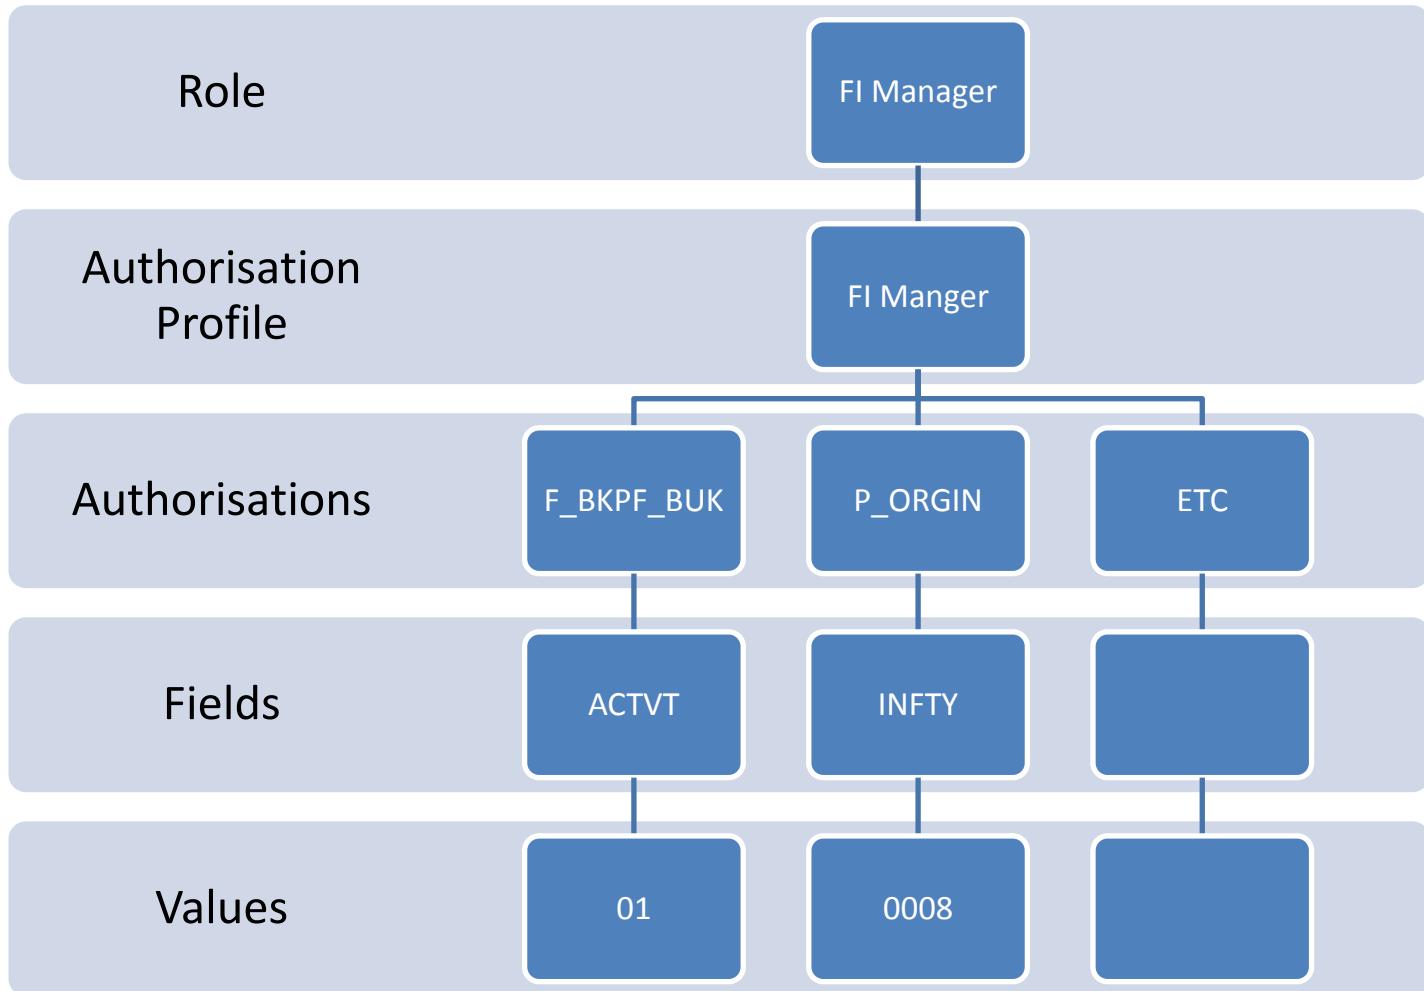 Role
FI Manager
Authorisation
Profile
FI Manger
Authorisations
F_BKPF_BUK
P_ORGIN
ETC
Fields
ACTVT
INFTY
Values
01
0008